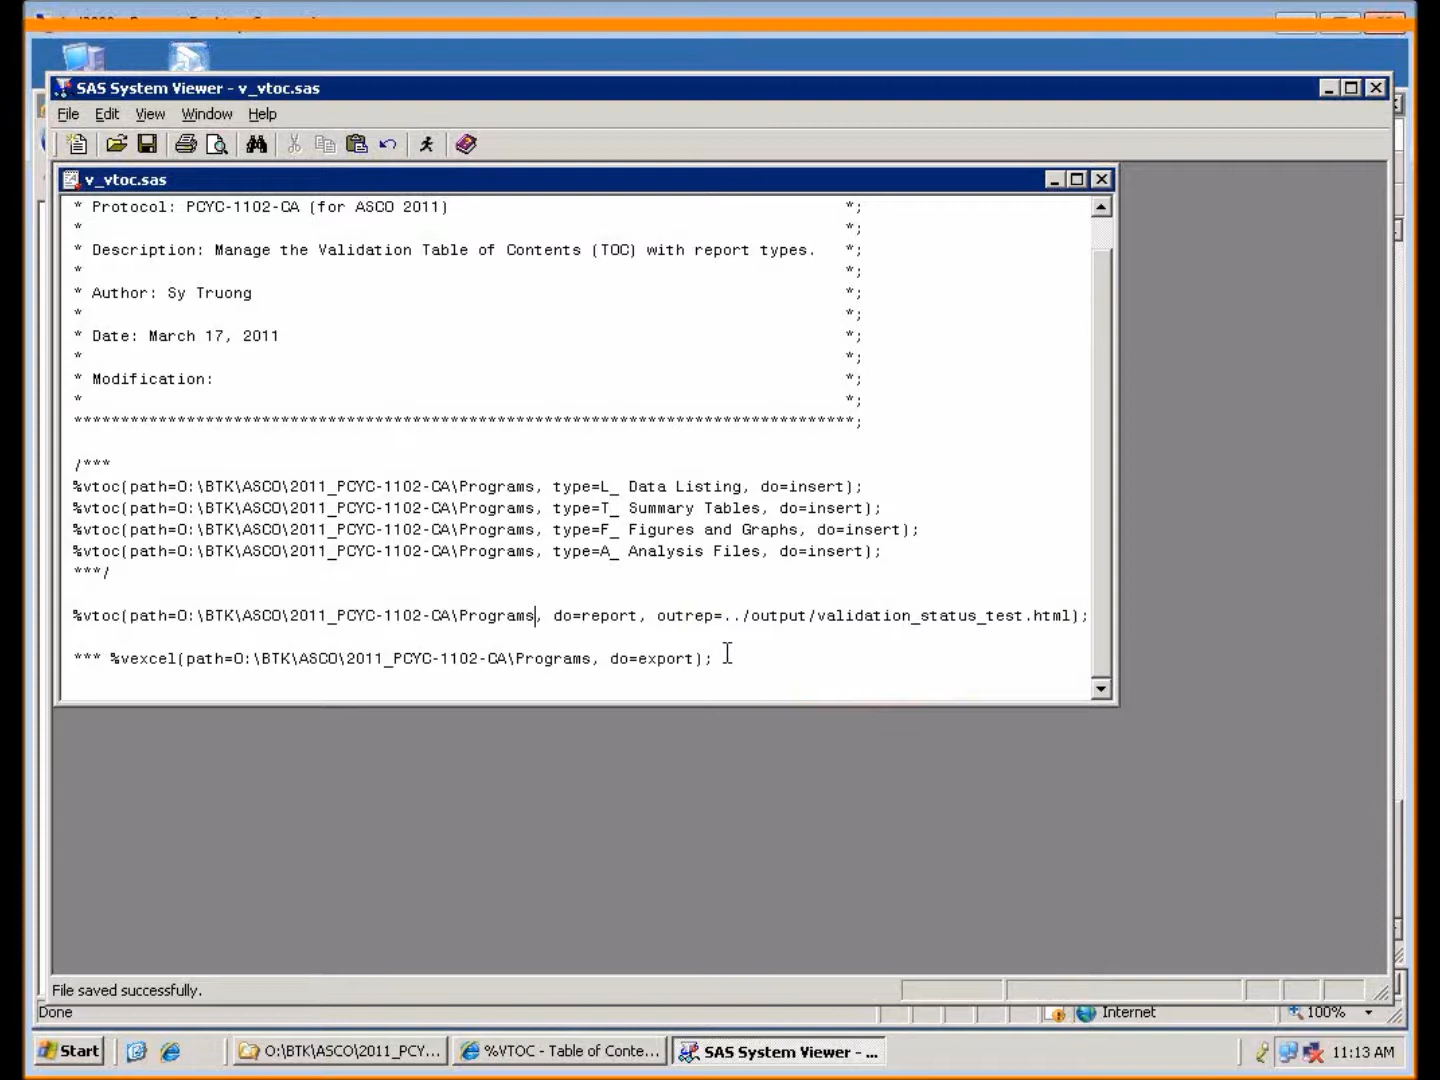 SAS System Viewer - v_vtoc.sas
File Edit View Window Help
v_vtoc.sas
* Protocol: PCYC-1102-CA (for ASCO 2011) *;
* *;
* Description: Manage the Validation Table of Contents (TOC) with report types. *;
* *;
* Author: Sy Truong *;
* *;
* Date: March 17, 2011 *;
* *;
* Modification: *;
* *;
***********************************************************************************;
/***
%vtoc(path=O:\BTK\ASCO\2011_PCYC-1102-CA\Programs, type=L_ Data Listing, do=insert);
%vtoc(path=O:\BTK\ASCO\2011_PCYC-1102-CA\Programs, type=T_ Summary Tables, do=insert);
%vtoc(path=O:\BTK\ASCO\2011_PCYC-1102-CA\Programs, type=F_ Figures and Graphs, do=insert);
%vtoc(path=O:\BTK\ASCO\2011_PCYC-1102-CA\Programs, type=A_ Analysis Files, do=insert);
***/
%vtoc(path=O:\BTK\ASCO\2011_PCYC-1102-CA\Programs, do=report, outrep=../output/validation_status_test.html);
*** %vexcel(path=O:\BTK\ASCO\2011_PCYC-1102-CA\Programs, do=export);
File saved successfully.
Done Internet 100%
Start O:\BTK\ASCO\2011_PCY... %VTOC - Table of Conte... SAS System Viewer - ... 11:13 AM